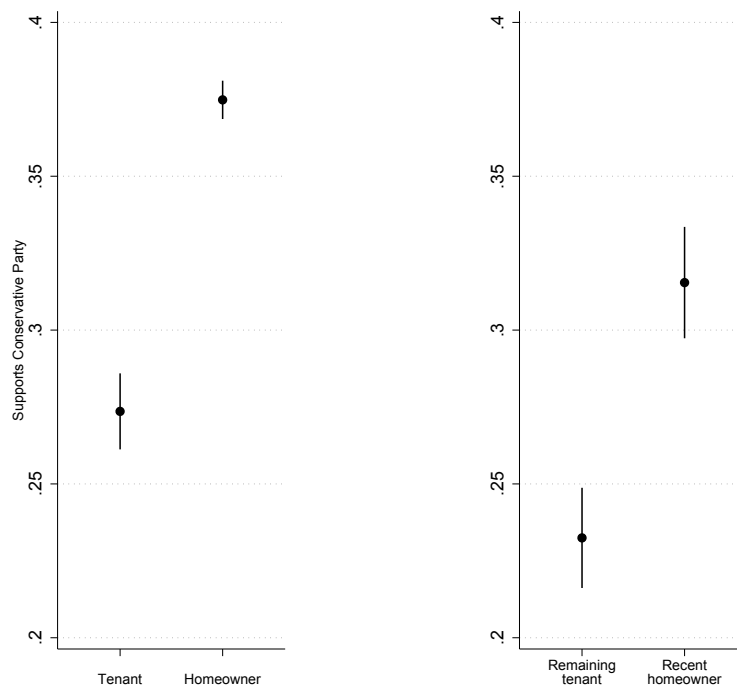 Supports Conservative Party
.4
.35
.3
.25
.2
Tenant
Homeowner
.4
.35
.3
.25
.2
Remaining
tenant
Recent
homeowner